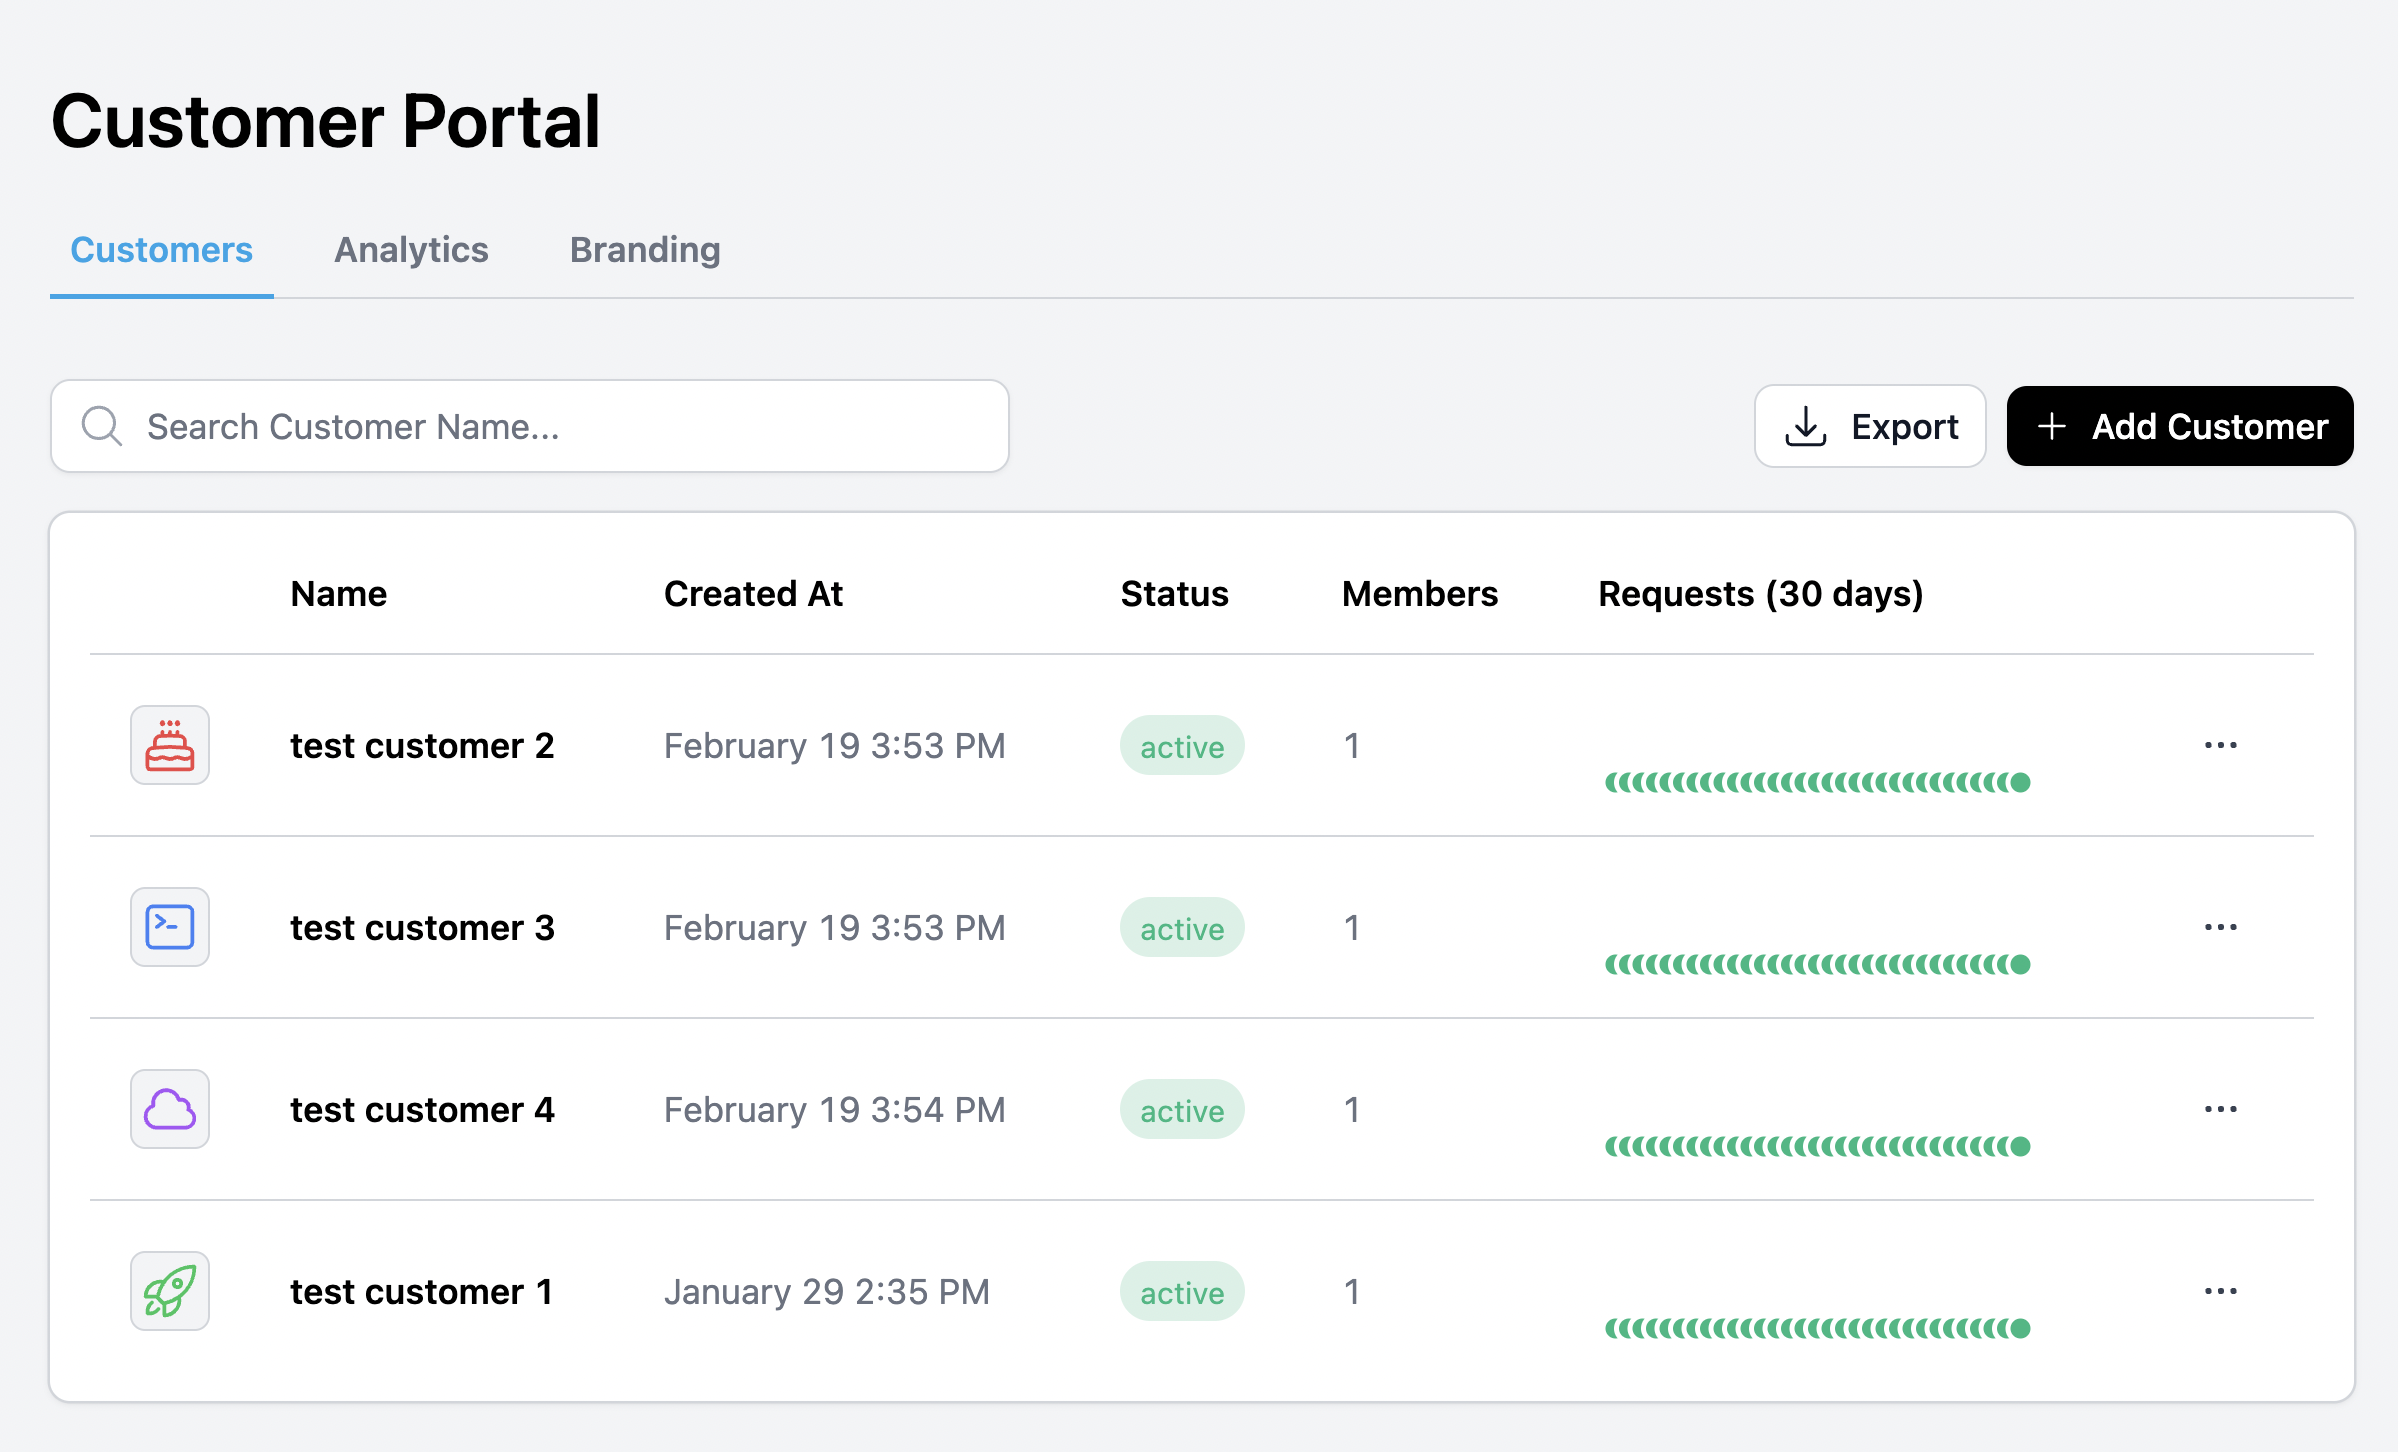 Customer Portal
Customers Analytics Branding
Search Customer Name...
Export
Add Customer
Name Created At Status Members Requests (30 days)
test customer 2 February 19 3:53 PM active 1
test customer 3 February 19 3:53 PM active 1
test customer 4 February 19 3:54 PM active 1
test customer 1 January 29 2:35 PM active 1